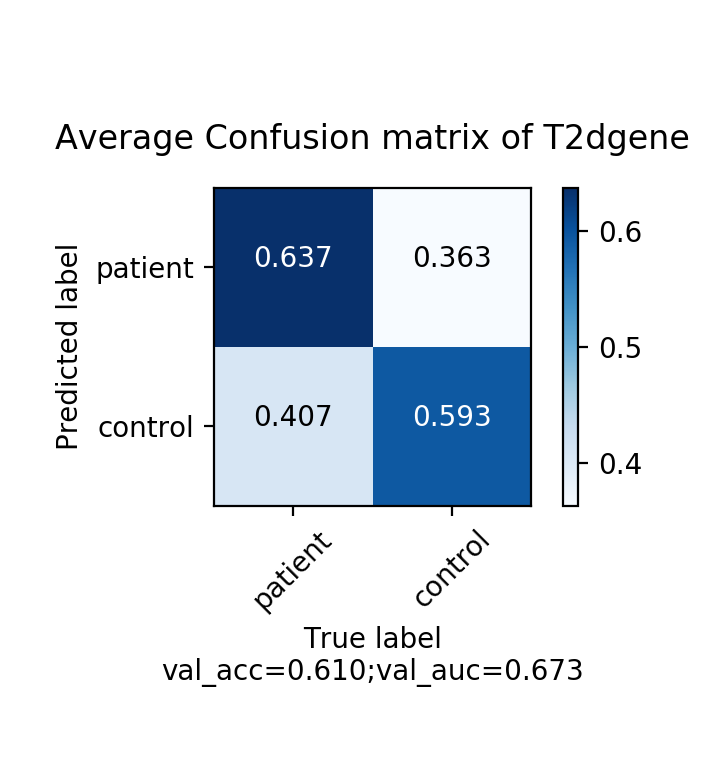 Average Confusion matrix of T2dgene
Predicted label
patient
control
0.637
0.363
0.407
0.593
0.6
0.5
0.4
patient
control
True label
val_acc=0.610;val_auc=0.673